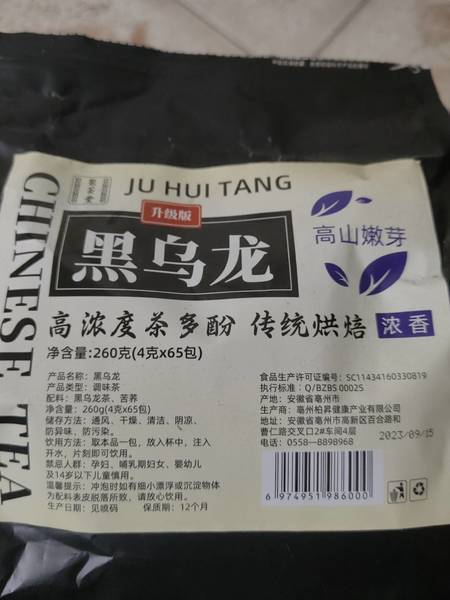 CHINESE TEA
聚荟堂
JU HUI TANG
升级版
黑乌龙
高山嫩芽
高浓度茶多酚 传统烘焙 浓香
净含量:260克(4克x65包)
产品名称：黑乌龙
产品类型：调味茶
配料：黑乌龙茶、苦荞
净含量：260g(4克x65包)
储存方法：通风、干燥、清洁、阴凉、
防异味，防污染。
饮用方法：取本品一包，放入杯中，注入
开水，片刻即可饮用。
禁忌人群：孕妇、哺乳期妇女、婴幼儿
及14岁以下儿童慎用。
温馨提示：冲泡时如有细小漂浮或沉淀物体
为配料表皮脱落所致，请放心饮用。
生产日期：见喷码 保质期：12个月
食品生产许可证编号：SC11434160330819
执行标准：Q/BZBS 0002S
产地：安徽省亳州市
生产商：亳州柏昇健康产业有限公司
地址：安徽省亳州市高新区百合路和
曹仁路交叉口2#车间4层
电话：0558—8898968
2023/09/15
6 974951 986000